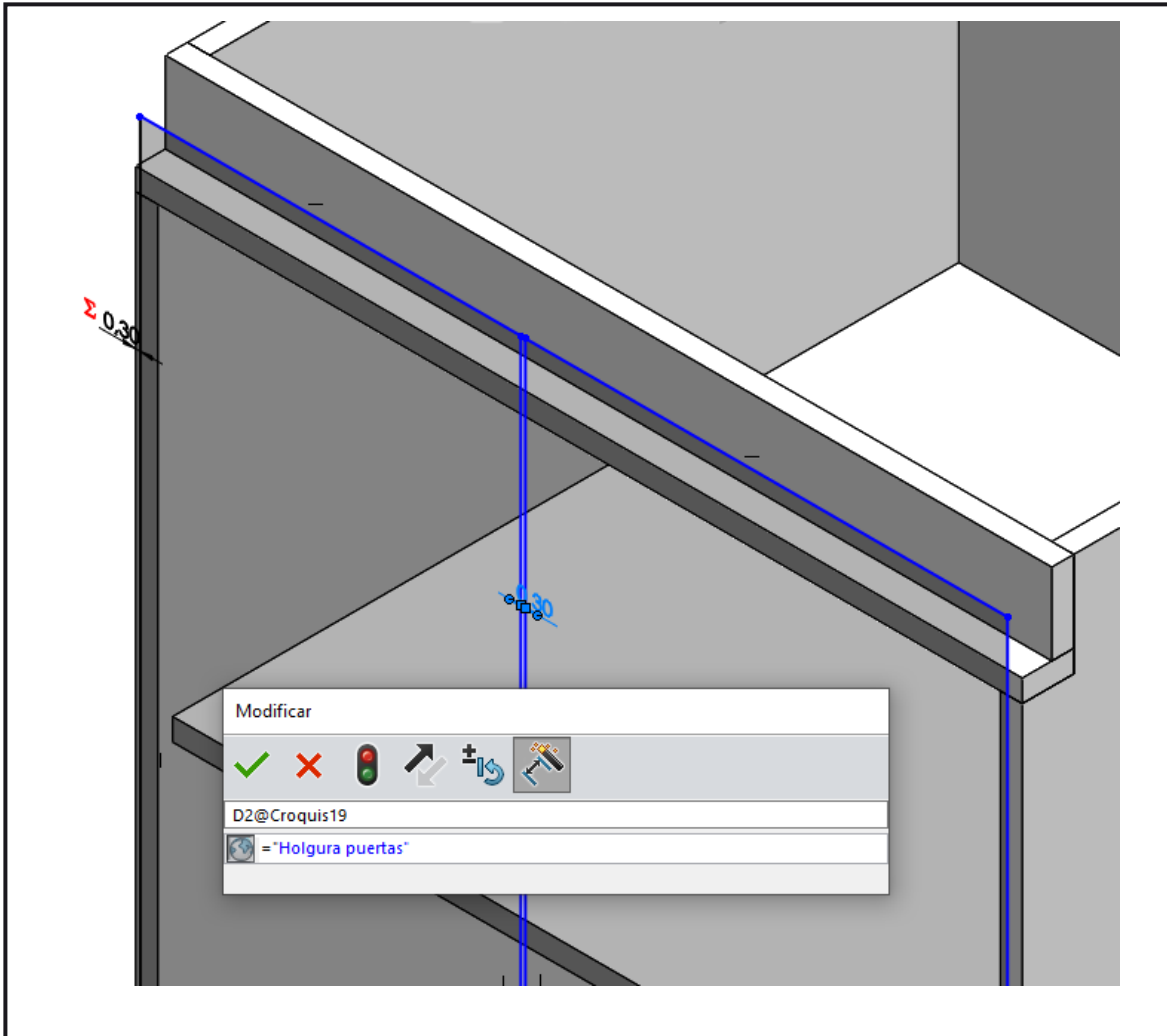 Σ 0,30
0,30
Modificar
D2@Croquis19
="Holgura puertas"